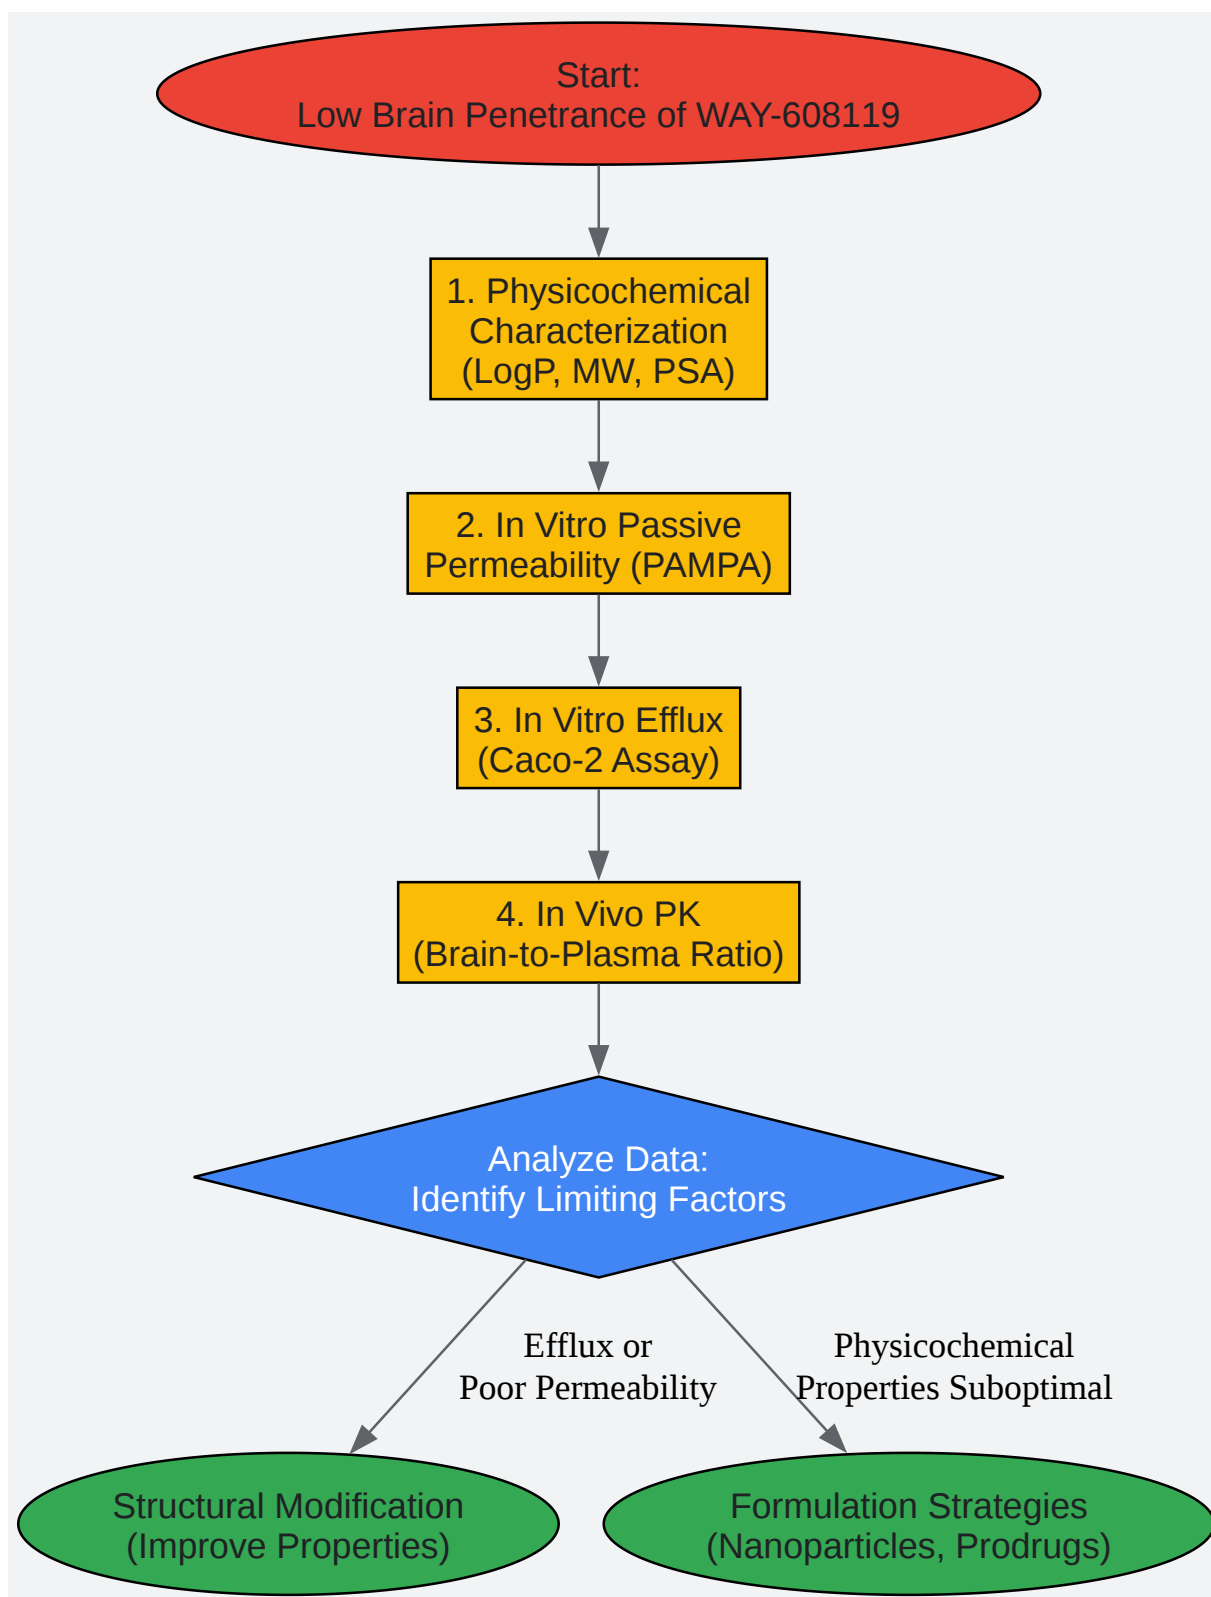 Start:
Low Brain Penetrance of WAY-608119
1. Physicochemical
Characterization
(LogP, MW, PSA)
2. In Vitro Passive
Permeability (PAMPA)
3. In Vitro Efflux
(Caco-2 Assay)
4. In Vivo PK
(Brain-to-Plasma Ratio)
Analyze Data:
Identify Limiting Factors
Efflux or
Poor Permeability
Physicochemical
Properties Suboptimal
Structural Modification
(Improve Properties)
Formulation Strategies
(Nanoparticles, Prodrugs)